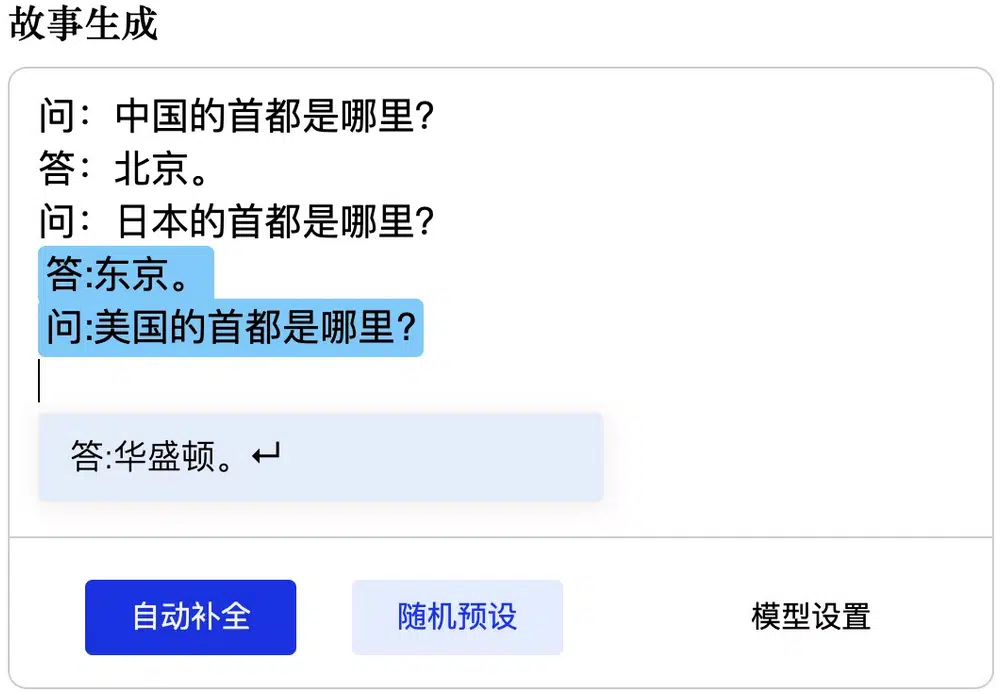 故事生成
问：中国的首都是哪里?
答：北京。
问：日本的首都是哪里?
答:东京。
问:美国的首都是哪里?
答:华盛顿。↵
自动补全
随机预设
模型设置